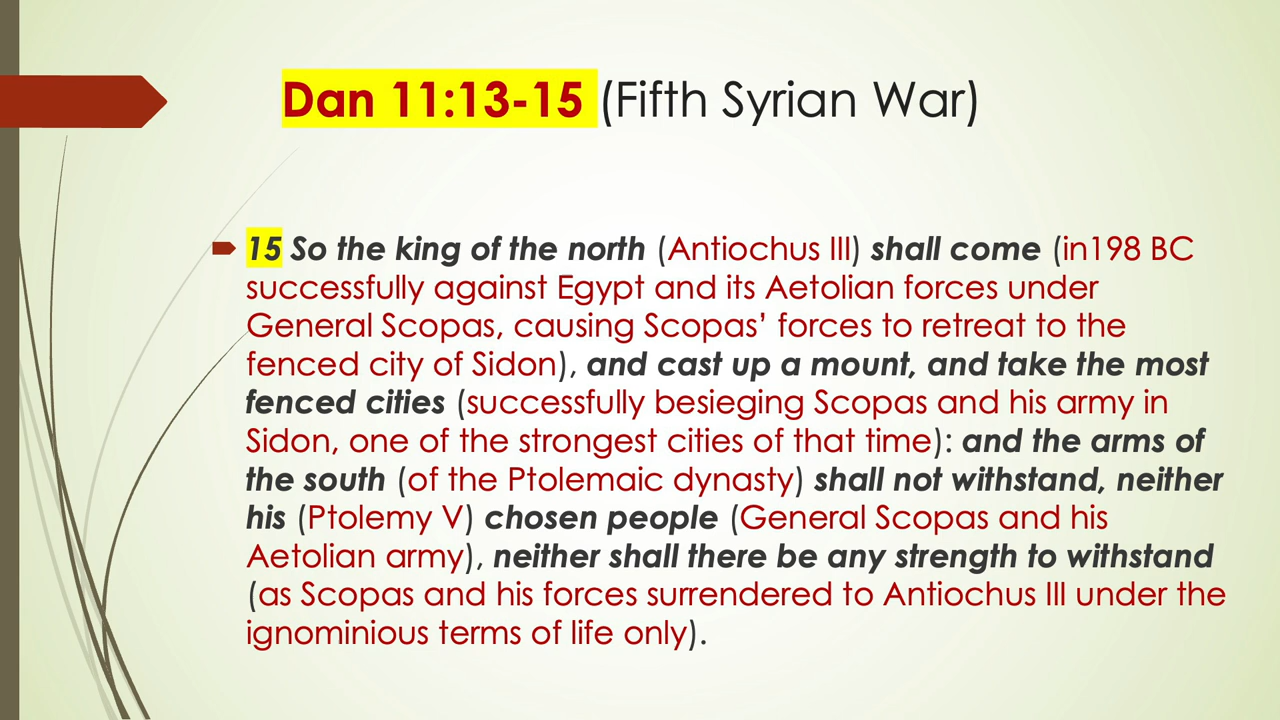 Dan 11:13-15 (Fifth Syrian War)
15 So the king of the north (Antiochus III) shall come (in198 BC
successfully against Egypt and its Aetolian forces under
General Scopas, causing Scopas’ forces to retreat to the
fenced city of Sidon), and cast up a mount, and take the most
fenced cities (successfully besieging Scopas and his army in
Sidon, one of the strongest cities of that time): and the arms of
the south (of the Ptolemaic dynasty) shall not withstand, neither
his (Ptolemy V) chosen people (General Scopas and his
Aetolian army), neither shall there be any strength to withstand
(as Scopas and his forces surrendered to Antiochus III under the
ignominious terms of life only).